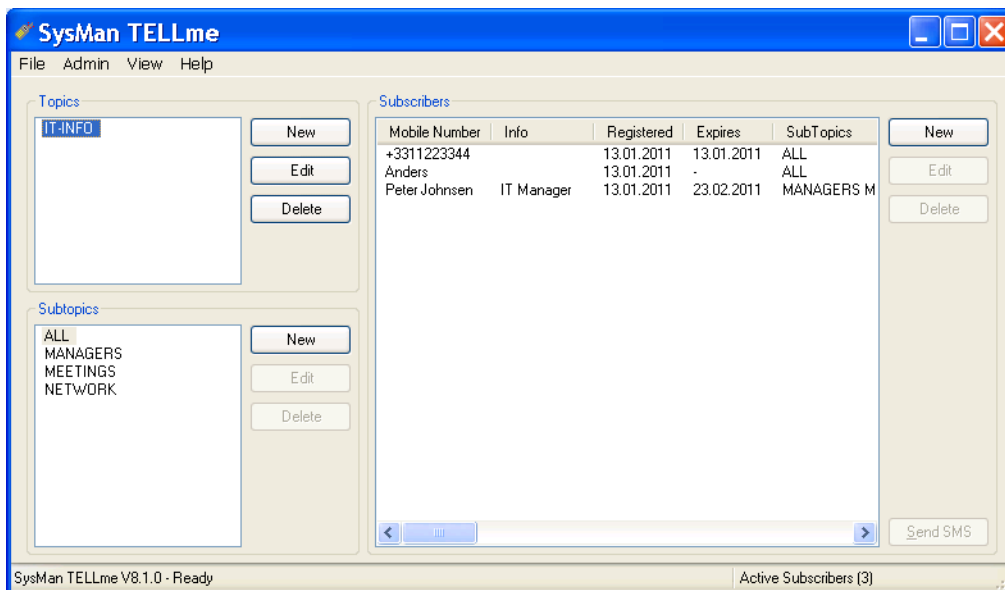 SysMan TELLme
File Admin View Help
Topics
IT-INFO
New
Edit
Delete
Subtopics
ALL
MANAGERS
MEETINGS
NETWORK
New
Edit
Delete
Subscribers
Mobile Number Info Registered Expires SubTopics
+3311223344 13.01.2011 13.01.2011 ALL
Anders 13.01.2011 - ALL
Peter Johnsen IT Manager 13.01.2011 23.02.2011 MANAGERS M
New
Edit
Delete
Send SMS
SysMan TELLme V8.1.0 - Ready
Active Subscribers (3)